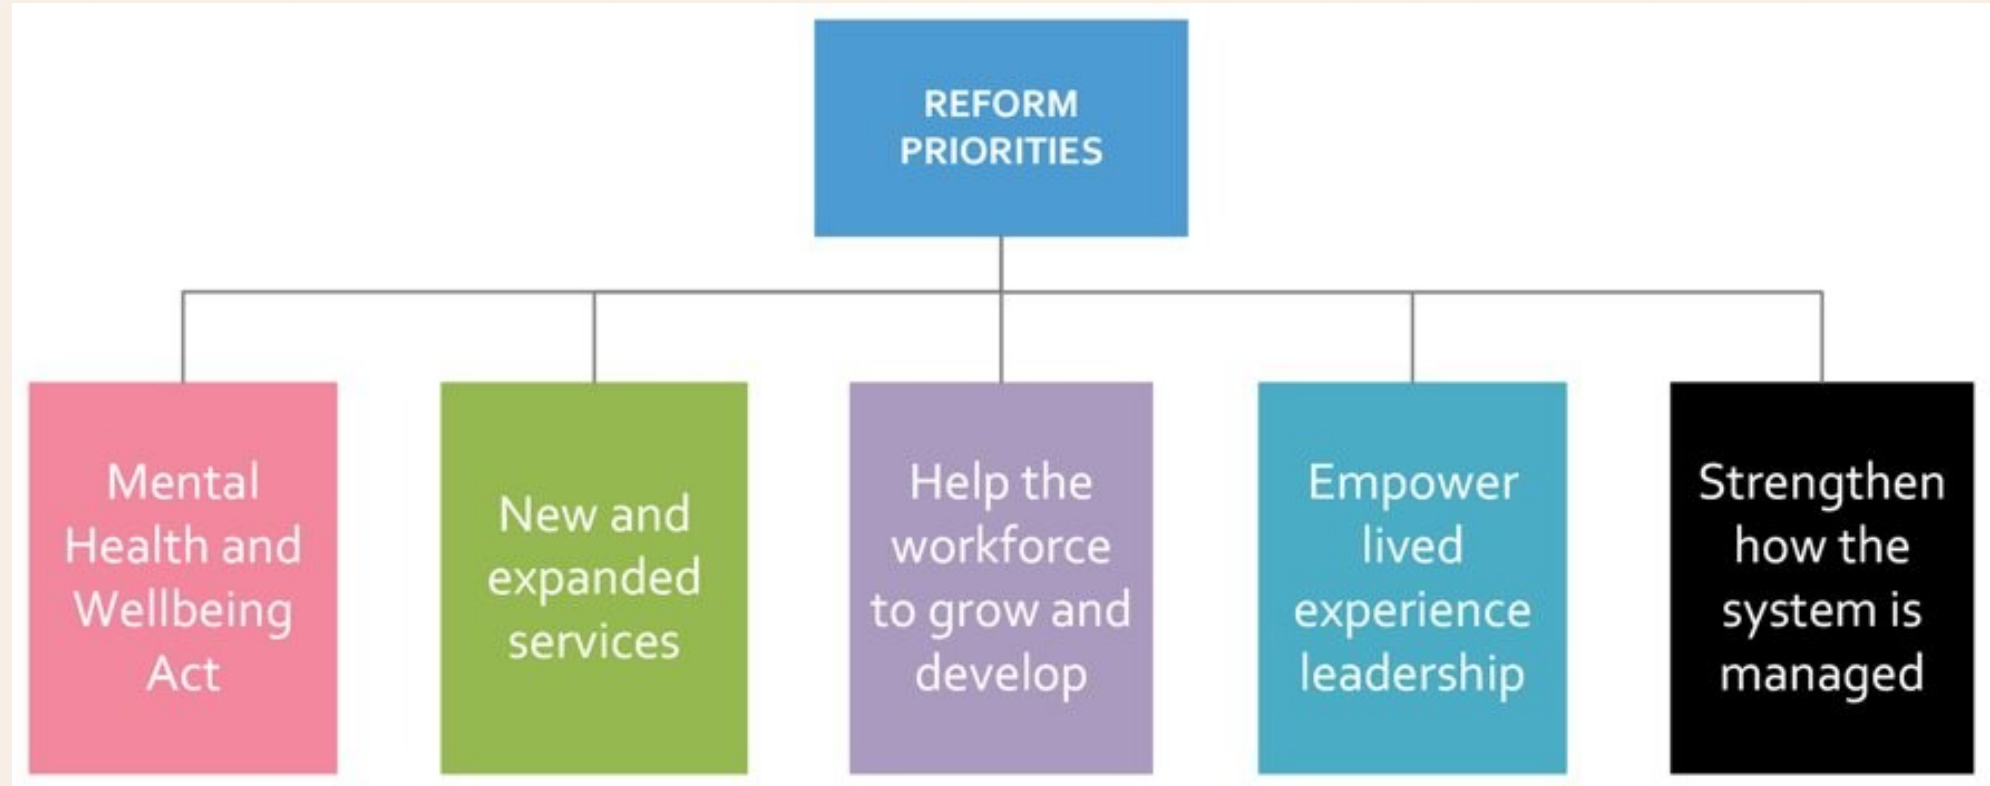 REFORM
PRIORITIES
Mental
Health and
Wellbeing
Act
New and
expanded
services
Help the
workforce
to grow and
develop
Empower
lived
experience
leadership
Strengthen
how the
system is
managed